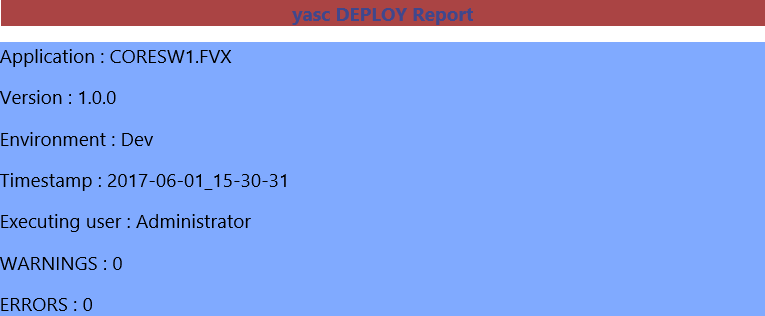 yasc DEPLOY Report
Application : CORESW1.FVX
Version : 1.0.0
Environment : Dev
Timestamp : 2017-06-01_15-30-31
Executing user : Administrator
WARNINGS : 0
ERRORS : 0